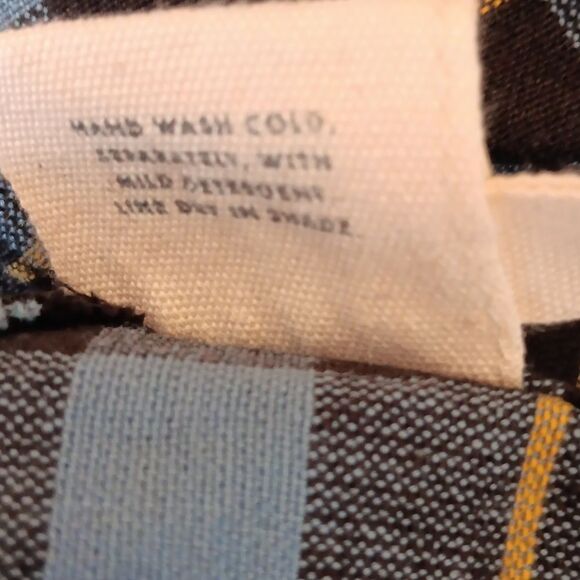 HAND WASH COLD,
SEPARATELY, WITH
MILD DETERGENT.
LINE DRY IN SHADE